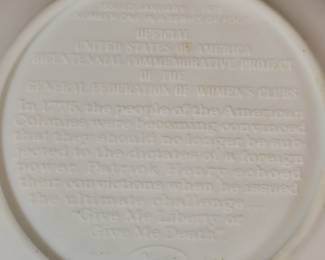 OFFICIAL
UNITED STATES OF AMERICA
BICENTENNIAL COMMEMORATIVE PROJECT
OF THE
GENERAL FEDERATION OF WOMEN'S CLUBS
In 1775, the people of the American
Colonies were becoming convinced
that they should no longer be sub
jected to the dictates of a foreign
power. Patrick Henry echoed
their convictions when he issued
the ultimate challenge
"Give Me Liberty or
Give Me Death"